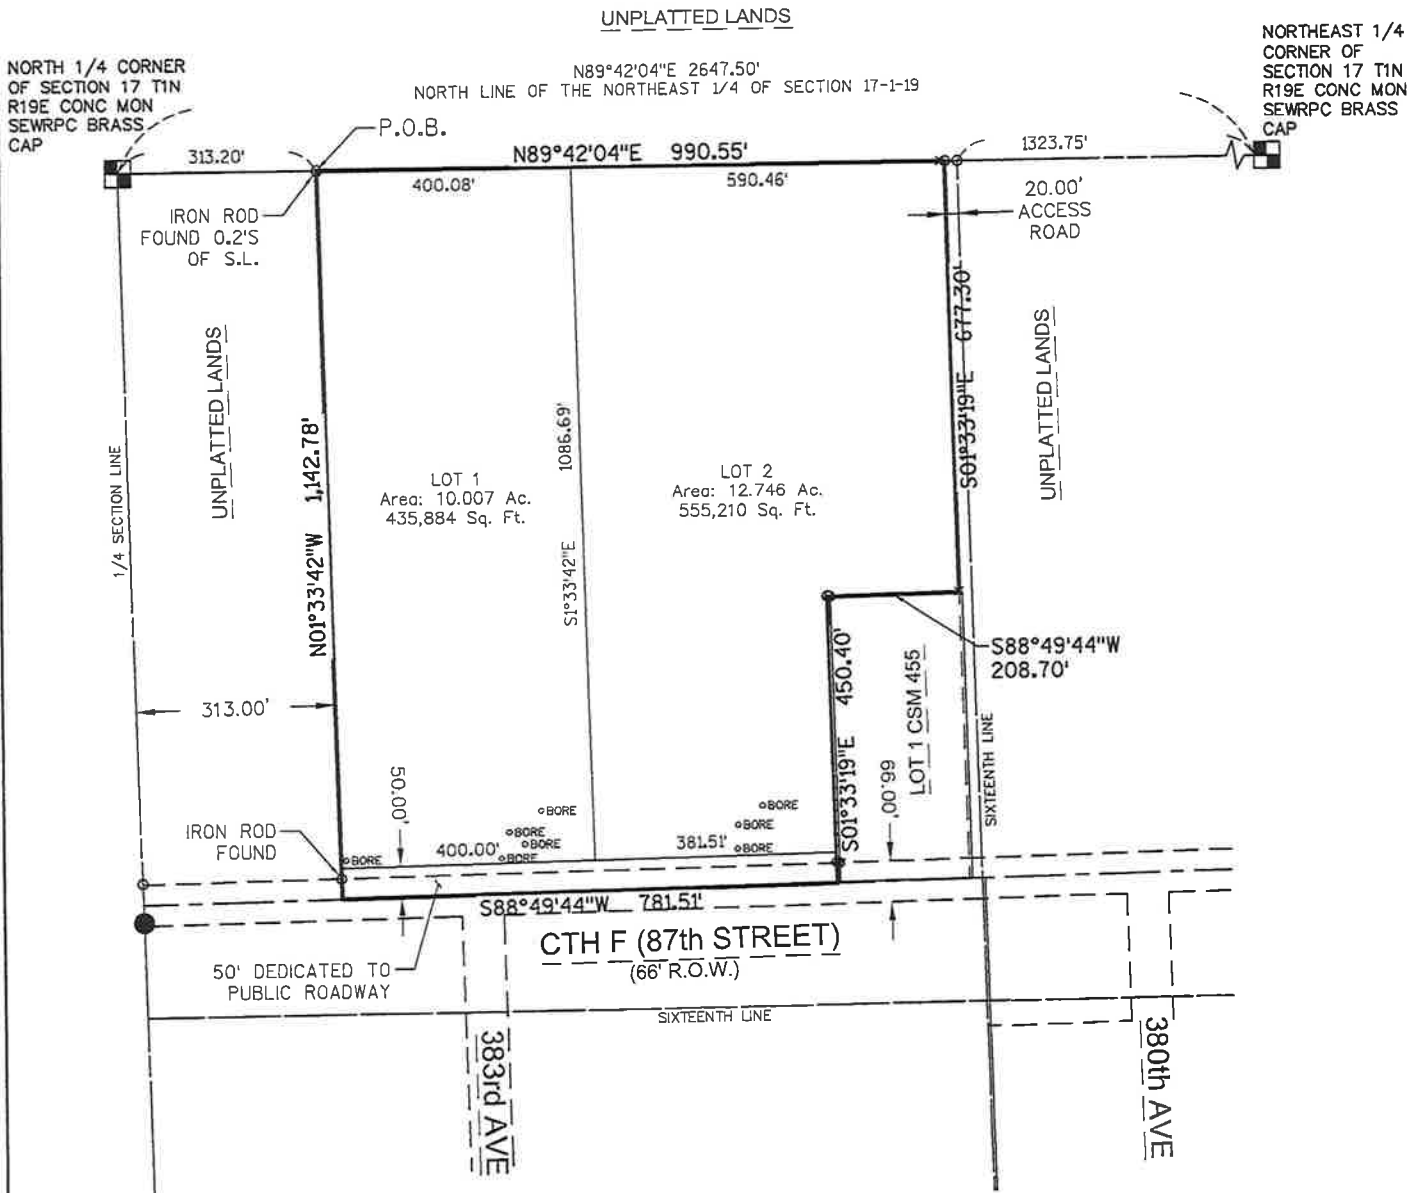 UNPLATTED LANDS
NORTH 1/4 CORNER
OF SECTION 17 T1N
R19E CONC MON
SEWRPC BRASS
CAP
N89°42'04"E 2647.50'
NORTH LINE OF THE NORTHEAST 1/4 OF SECTION 17-1-19
NORTHEAST 1/4
CORNER OF
SECTION 17 T1N
R19E CONC MON
SEWRPC BRASS
CAP
P.O.B.
313.20'
N89°42'04"E 990.55'
1323.75'
400.08'
590.46'
20.00'
ACCESS
ROAD
IRON ROD
FOUND 0.2'S
OF S.L.
UNPLATTED LANDS
1/4 SECTION LINE
N01°33'42"W 1,142.78'
LOT 1
Area: 10.007 Ac.
435,884 Sq. Ft.
S1°33'42"E 1086.69'
LOT 2
Area: 12.746 Ac.
555,210 Sq. Ft.
S01°33'19"E 677.30'
UNPLATTED LANDS
S88°49'44"W
208.70'
S01°33'19"E 450.40'
LOT 1 CSM 455
SIXTEENTH LINE
313.00'
50.00'
66.00'
BORE
BORE
BORE
BORE
BORE
BORE
BORE
BORE
IRON ROD
FOUND
400.00'
381.51'
S88°49'44"W 781.51'
CTH F (87th STREET)
(66' R.O.W.)
50' DEDICATED TO
PUBLIC ROADWAY
SIXTEENTH LINE
383rd AVE
380th AVE